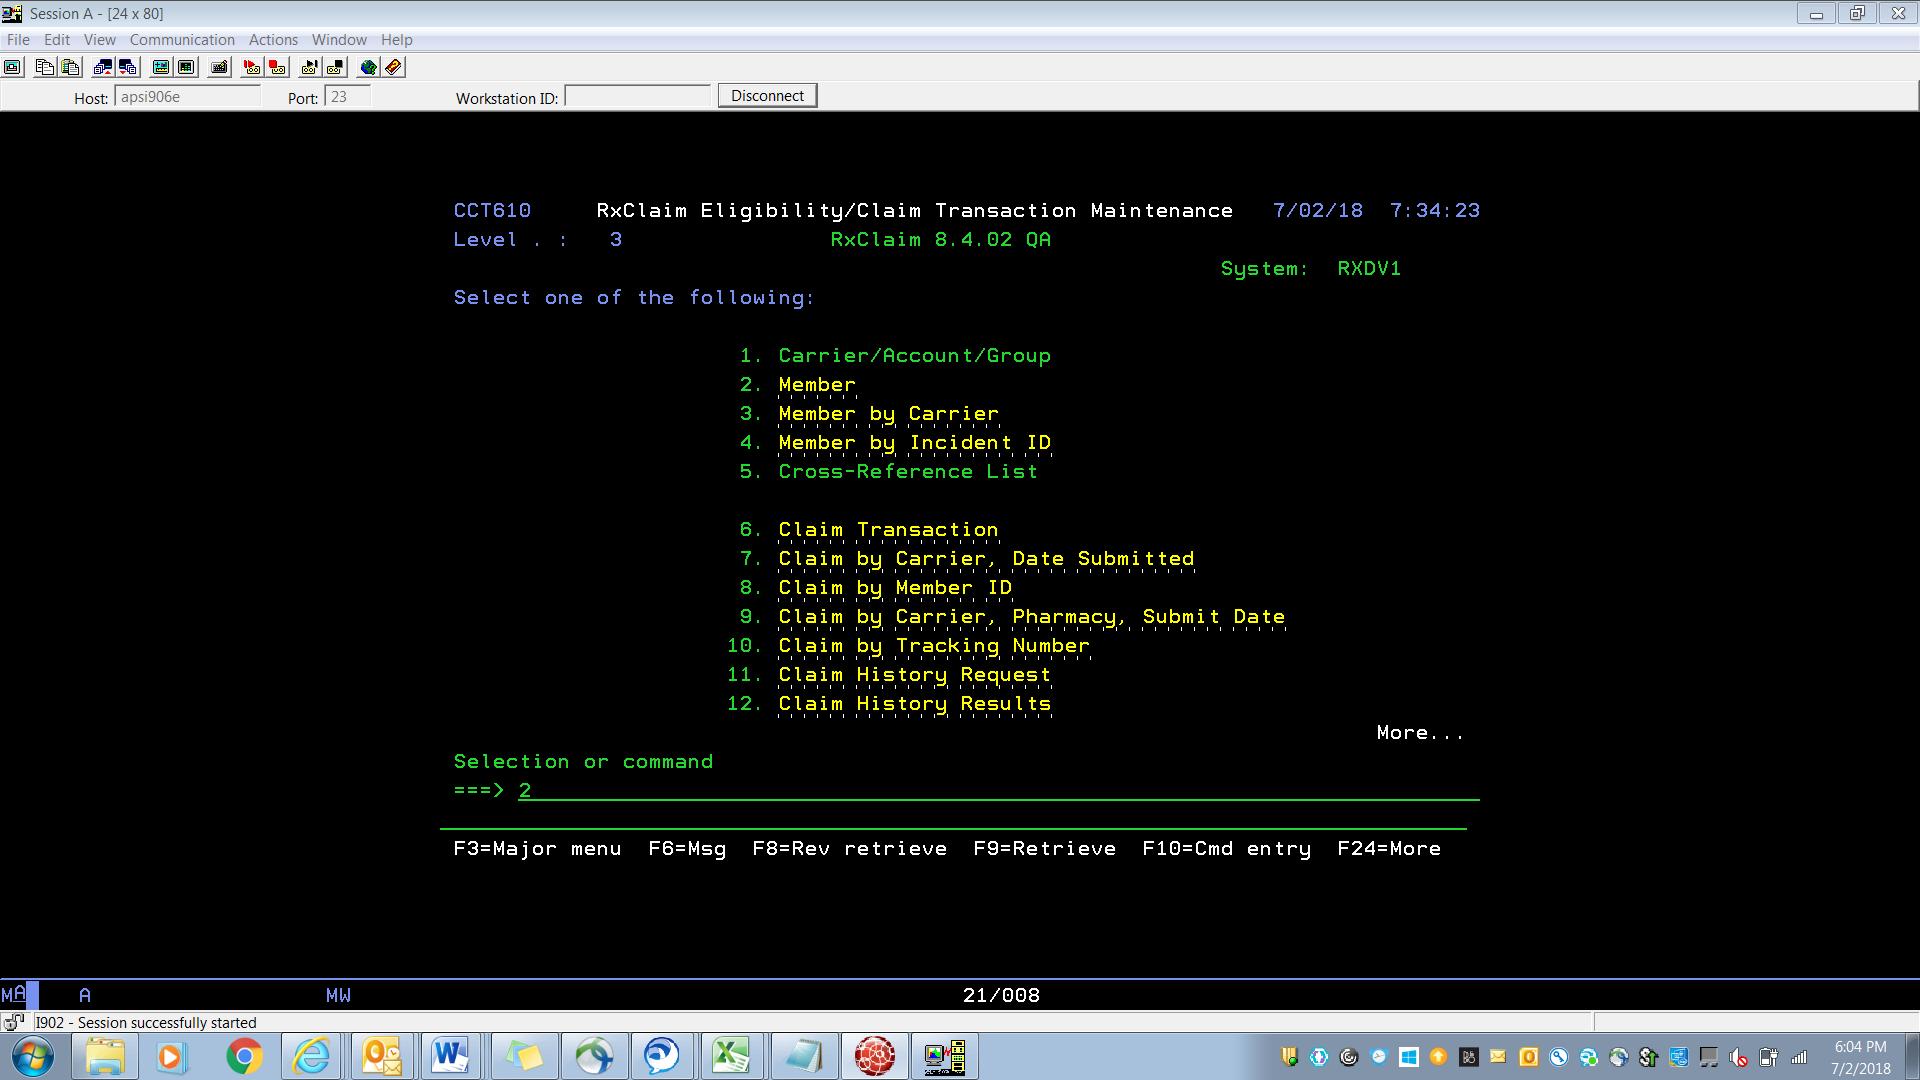 Session A - [24 x 80]
File Edit View Communication Actions Window Help
Host: apsi906e Port: 23 Workstation ID: Disconnect
CCT610 RxClaim Eligibility/Claim Transaction Maintenance 7/02/18 7:34:23
Level . : 3 RxClaim 8.4.02 QA
System: RXDV1
Select one of the following:
1. Carrier/Account/Group
2. Member
3. Member by Carrier
4. Member by Incident ID
5. Cross-Reference List
6. Claim Transaction
7. Claim by Carrier, Date Submitted
8. Claim by Member ID
9. Claim by Carrier, Pharmacy, Submit Date
10. Claim by Tracking Number
11. Claim History Request
12. Claim History Results
More...
Selection or command
===> 2
F3=Major menu F6=Msg F8=Rev retrieve F9=Retrieve F10=Cmd entry F24=More
MA A MW 21/008
I902 - Session successfully started
6:04 PM
7/2/2018